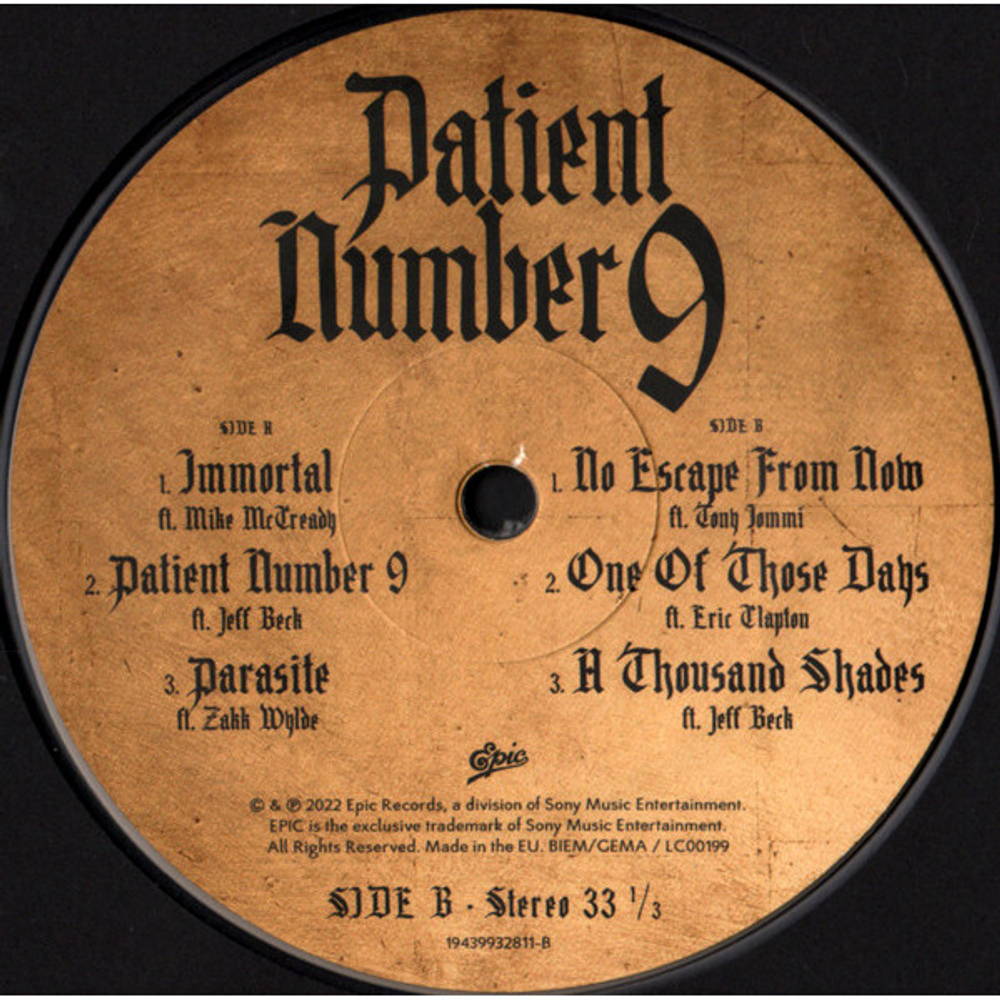 Patient
Number 9
SIDE A
1. Immortal
ft. Mike McCready
2. Patient Number 9
ft. Jeff Beck
3. Parasite
ft. Zakk Wylde
SIDE B
1. No Escape From Now
ft. Tony Iommi
2. One Of Those Days
ft. Eric Clapton
3. A Thousand Shades
ft. Jeff Beck
Epic
© & ℗ 2022 Epic Records, a division of Sony Music Entertainment.
EPIC is the exclusive trademark of Sony Music Entertainment.
All Rights Reserved. Made in the EU. BIEM/GEMA / LC00199
SIDE B · Stereo 33 1/3
19439932811-B